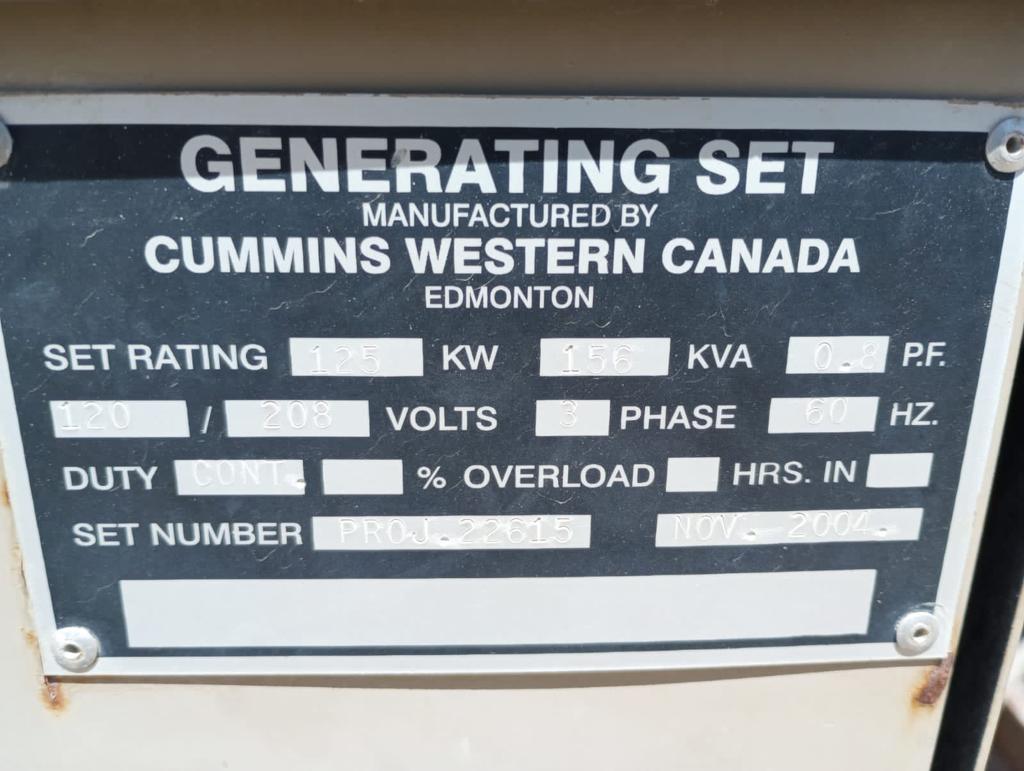 GENERATING SET
MANUFACTURED BY
CUMMINS WESTERN CANADA
EDMONTON
SET RATING 125 KW 156 KVA 0.8 P.F.
120 / 208 VOLTS 3 PHASE 60 HZ.
DUTY CONT. % OVERLOAD HRS. IN
SET NUMBER PROJ.22615 NOV. 2004.